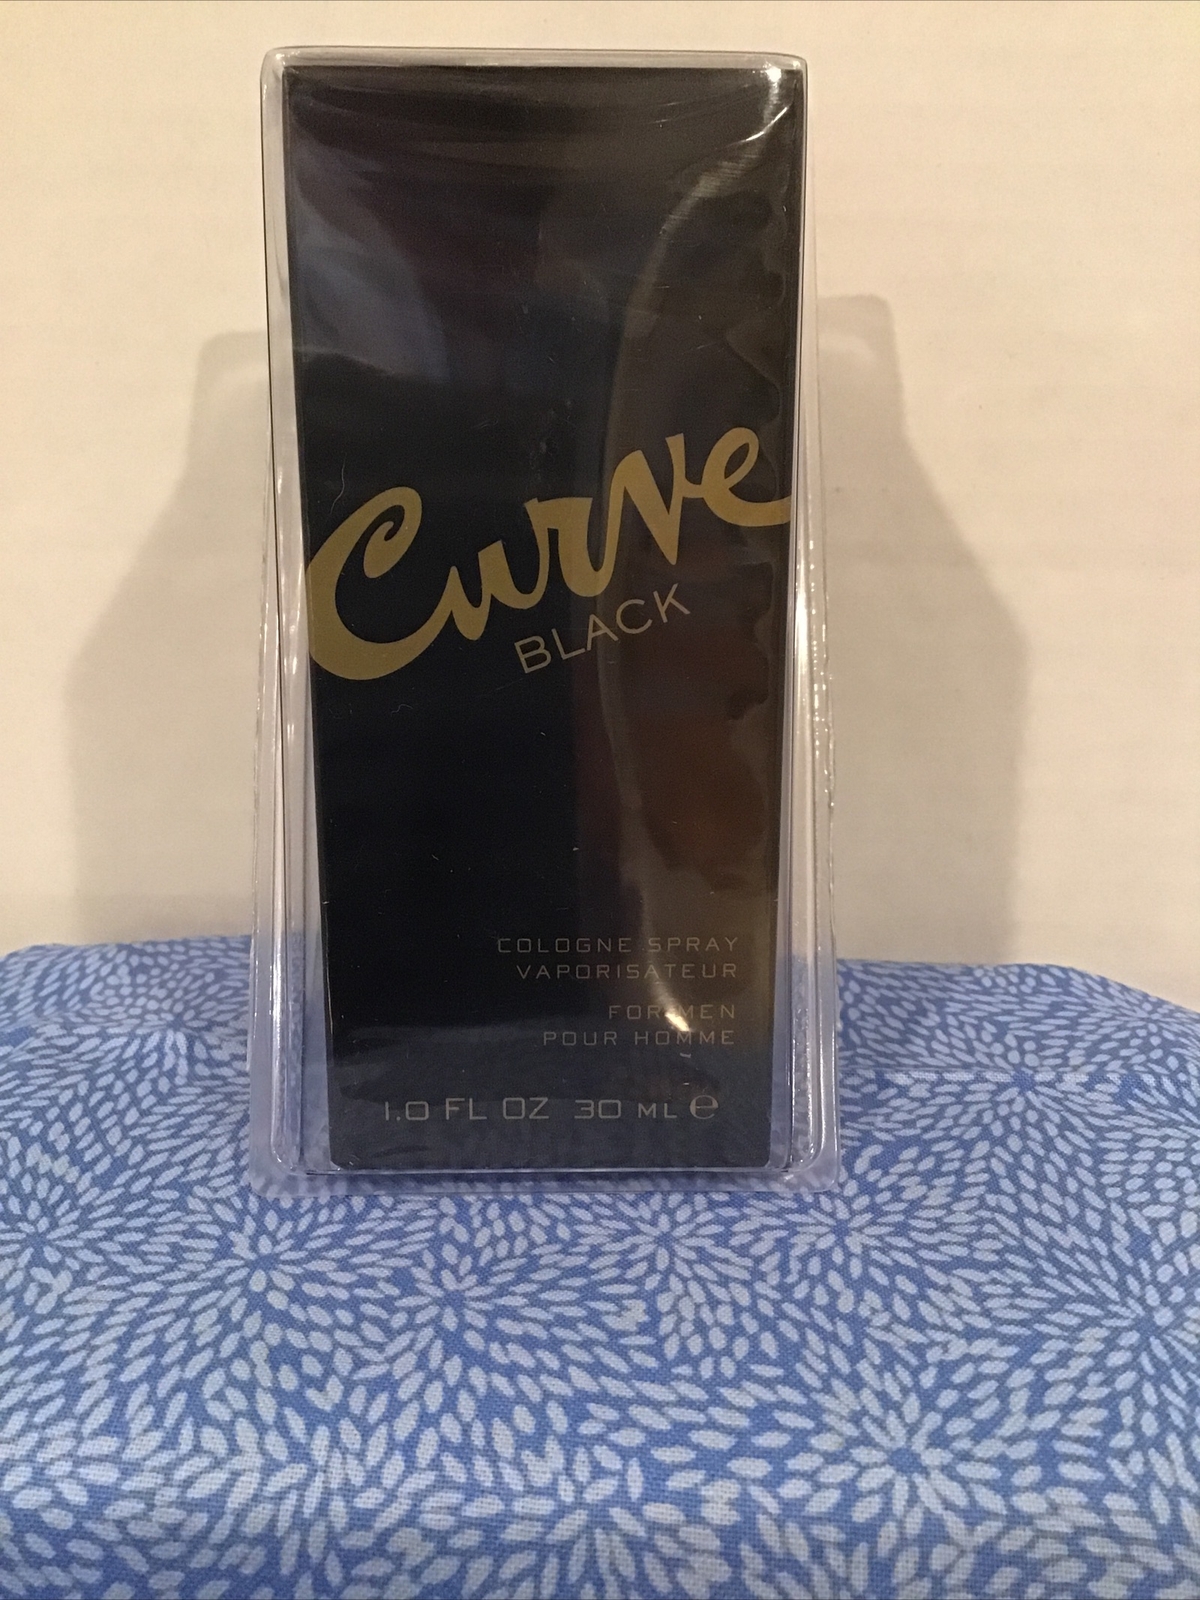 Curve
BLACK
COLOGNE SPRAY
VAPORISATEUR
FOR MEN
POUR HOMME
1.0 FL OZ 30 ML e